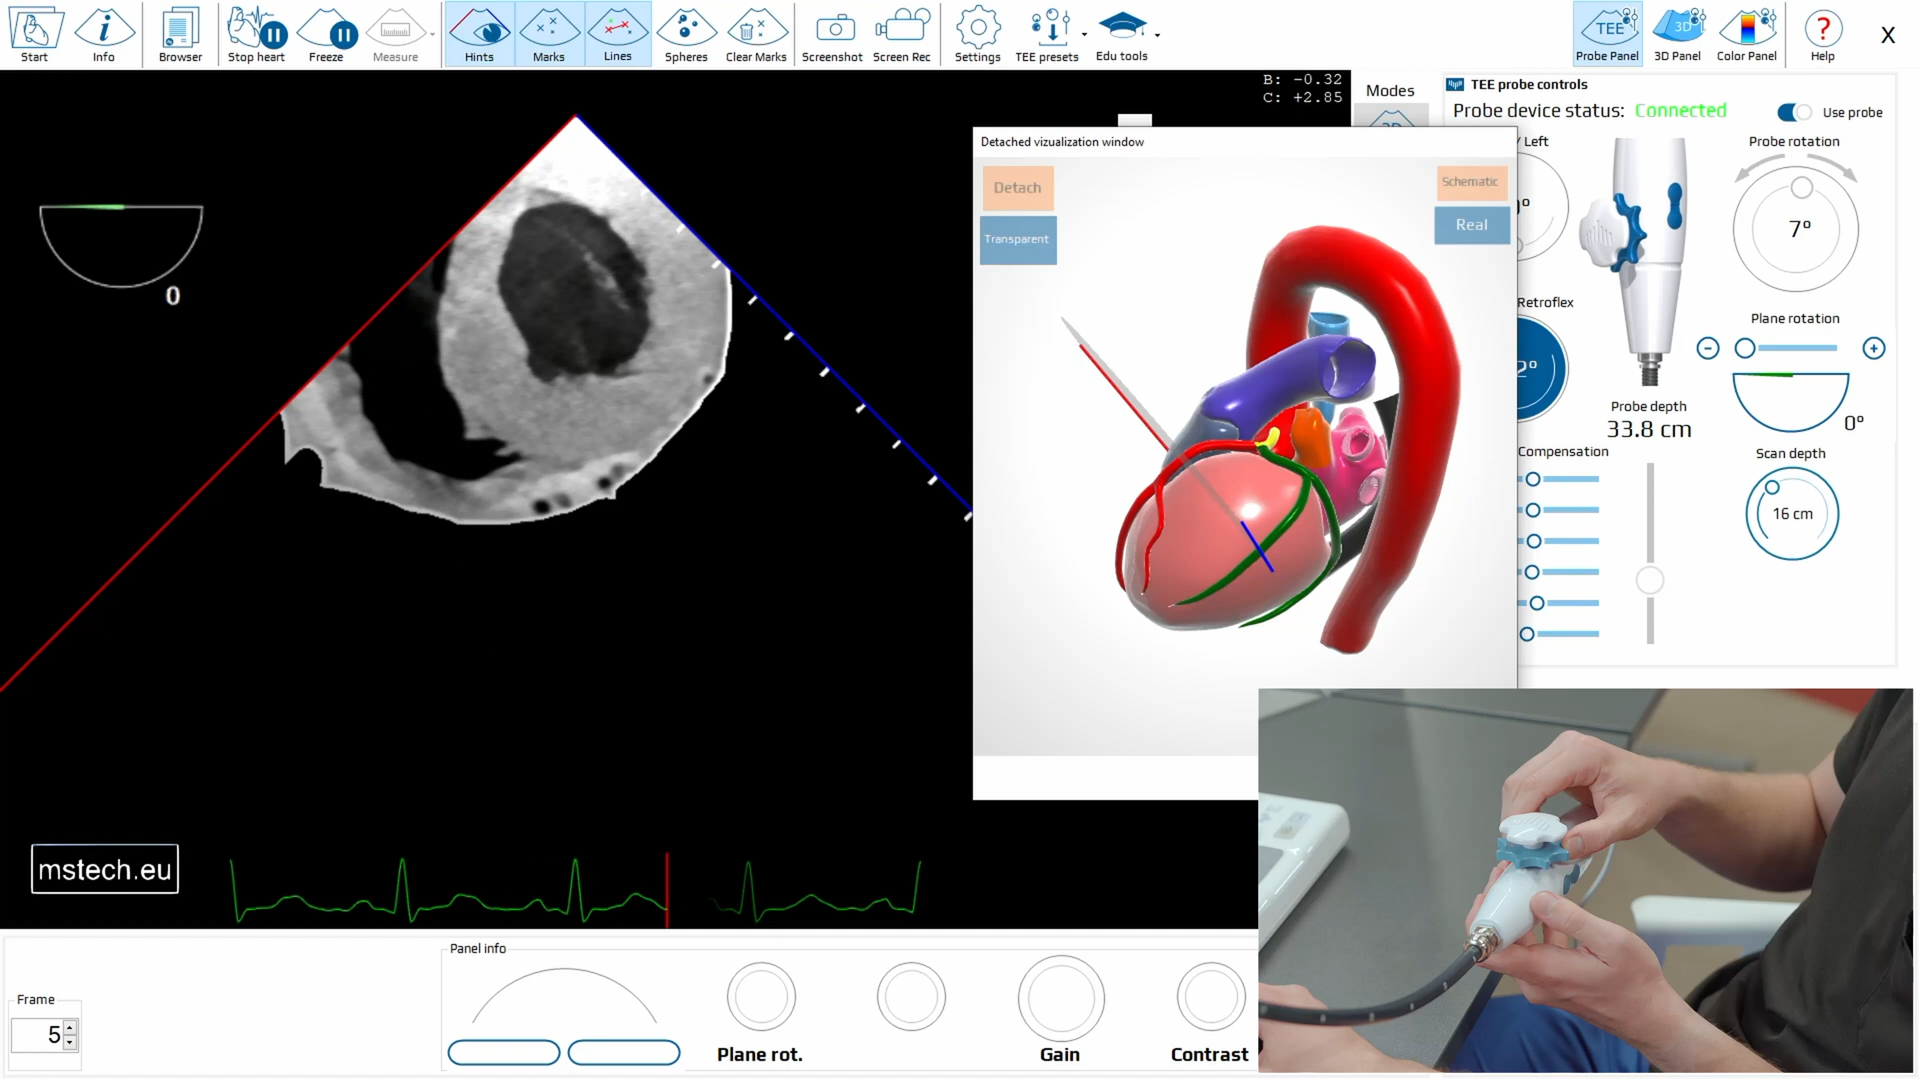 Start
Info
Browser
Stop heart
Freeze
Measure
Hints
Marks
Lines
Spheres
Clear Marks
Screenshot
Screen Rec
Settings
TEE presets
Edu tools
TEE
Probe Panel
3D
3D Panel
Color Panel
?
Help
X
B: -0.32
C: +2.85
Modes
TEE probe controls
Probe device status: Connected
Use probe
Detached vizualization window
/ Left
Probe rotation
Detach
Schematic
Transparent
Real
7°
0
Retroflex
Plane rotation
2°
Probe depth
33.8 cm
0°
Compensation
Scan depth
16 cm
mstech.eu
Panel info
Frame
5
Plane rot.
Gain
Contrast